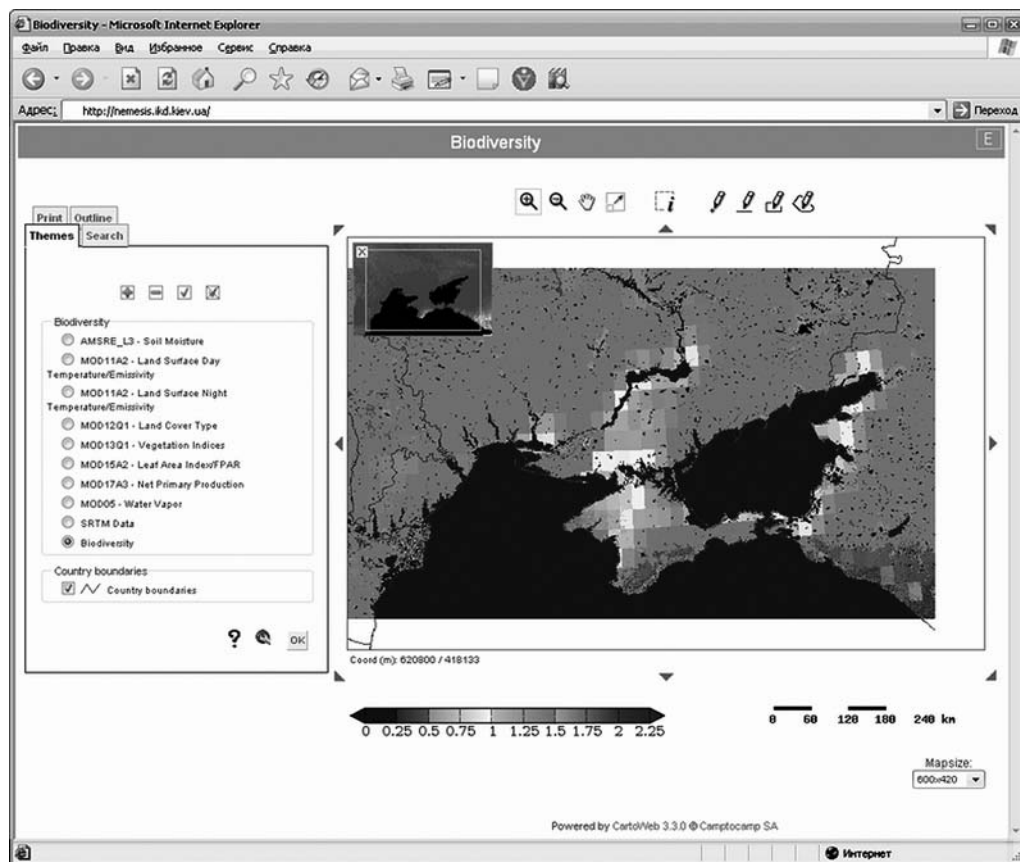 Biodiversity - Microsoft Internet Explorer
Файл Правка Вид Избранное Сервис Справка
Адрес: http://nemesis.ikd.kiev.ua/ Переход
Biodiversity E
Print Outline
Themes Search
Biodiversity
AMSRE_L3 - Soil Moisture
MOD11A2 - Land Surface Day
Temperature/Emissivity
MOD11A2 - Land Surface Night
Temperature/Emissivity
MOD12Q1 - Land Cover Type
MOD13Q1 - Vegetation Indices
MOD15A2 - Leaf Area Index/FPAR
MOD17A3 - Net Primary Production
MOD05 - Water Vapor
SRTM Data
Biodiversity
Country boundaries
Country boundaries
? OK
Coord (m): 620800 / 418133
0 0.25 0.5 0.75 1 1.25 1.5 1.75 2 2.25
0 60 120 180 240 km
Mapsize:
600x420
Powered by CartoWeb 3.3.0 © Camptocamp SA
Интернет